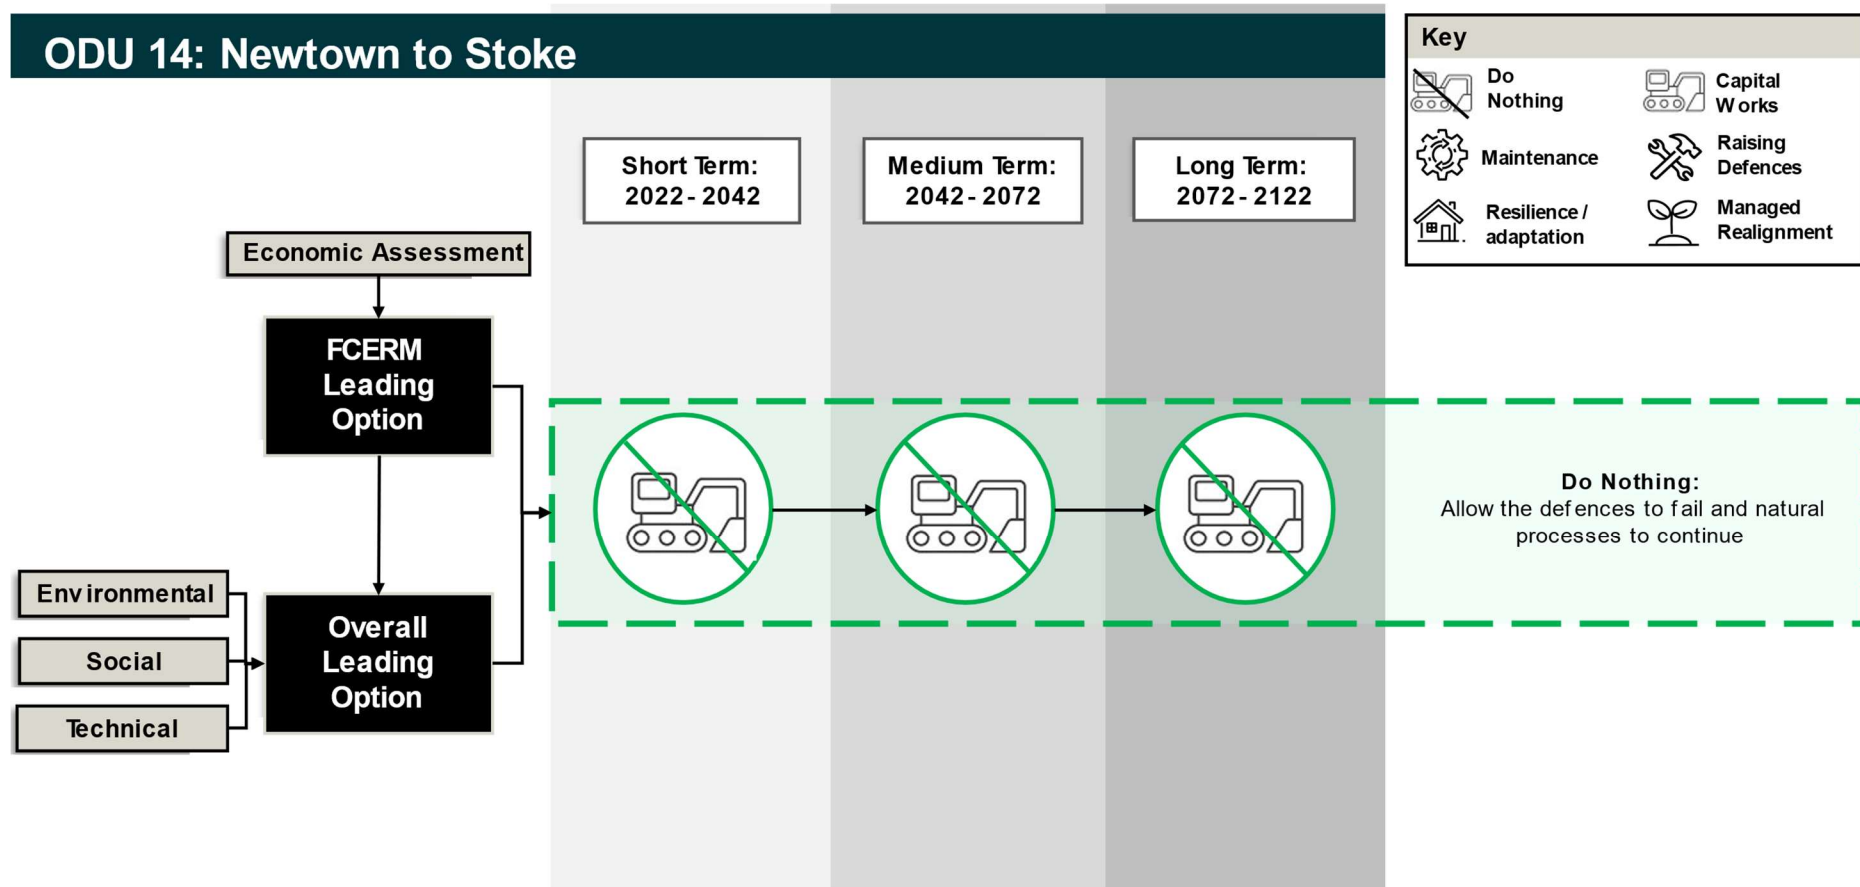 ODU 14: Newtown to Stoke
Short Term:
2022 - 2042
Medium Term:
2042 - 2072
Long Term:
2072 - 2122
Key
Do
Nothing
Capital
Works
Maintenance
Raising
Defences
Resilience /
adaptation
Managed
Realignment
Economic Assessment
FCERM
Leading
Option
Do Nothing:
Allow the defences to fail and natural
processes to continue
Environmental
Social
Technical
Overall
Leading
Option